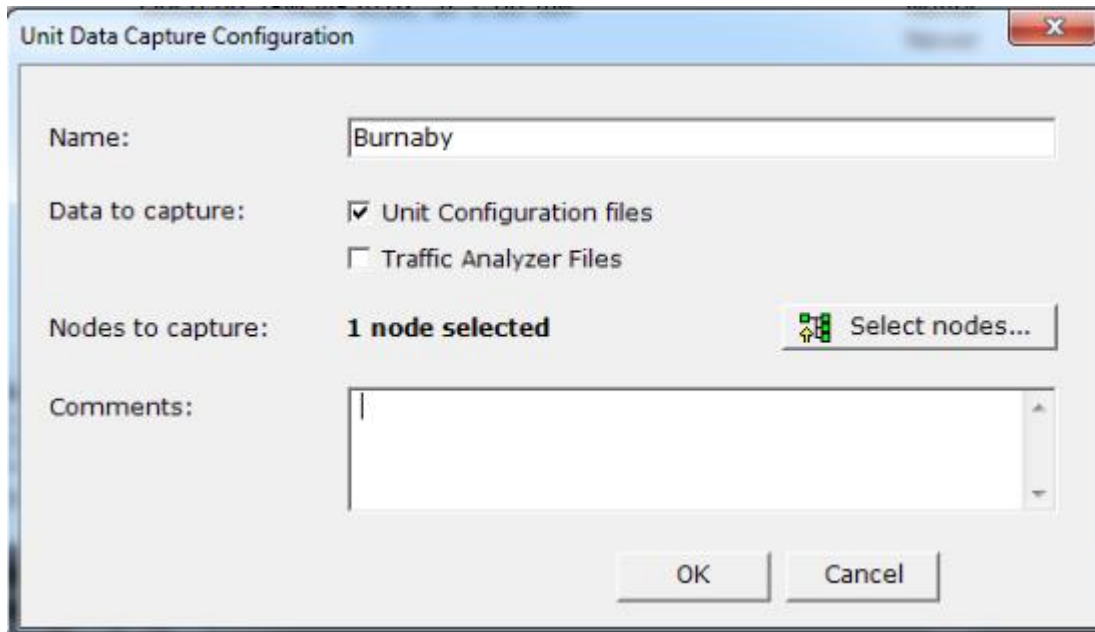 Unit Data Capture Configuration
Name: Burnaby
Data to capture: Unit Configuration files
Traffic Analyzer Files
Nodes to capture: 1 node selected Select nodes...
Comments:
OK Cancel